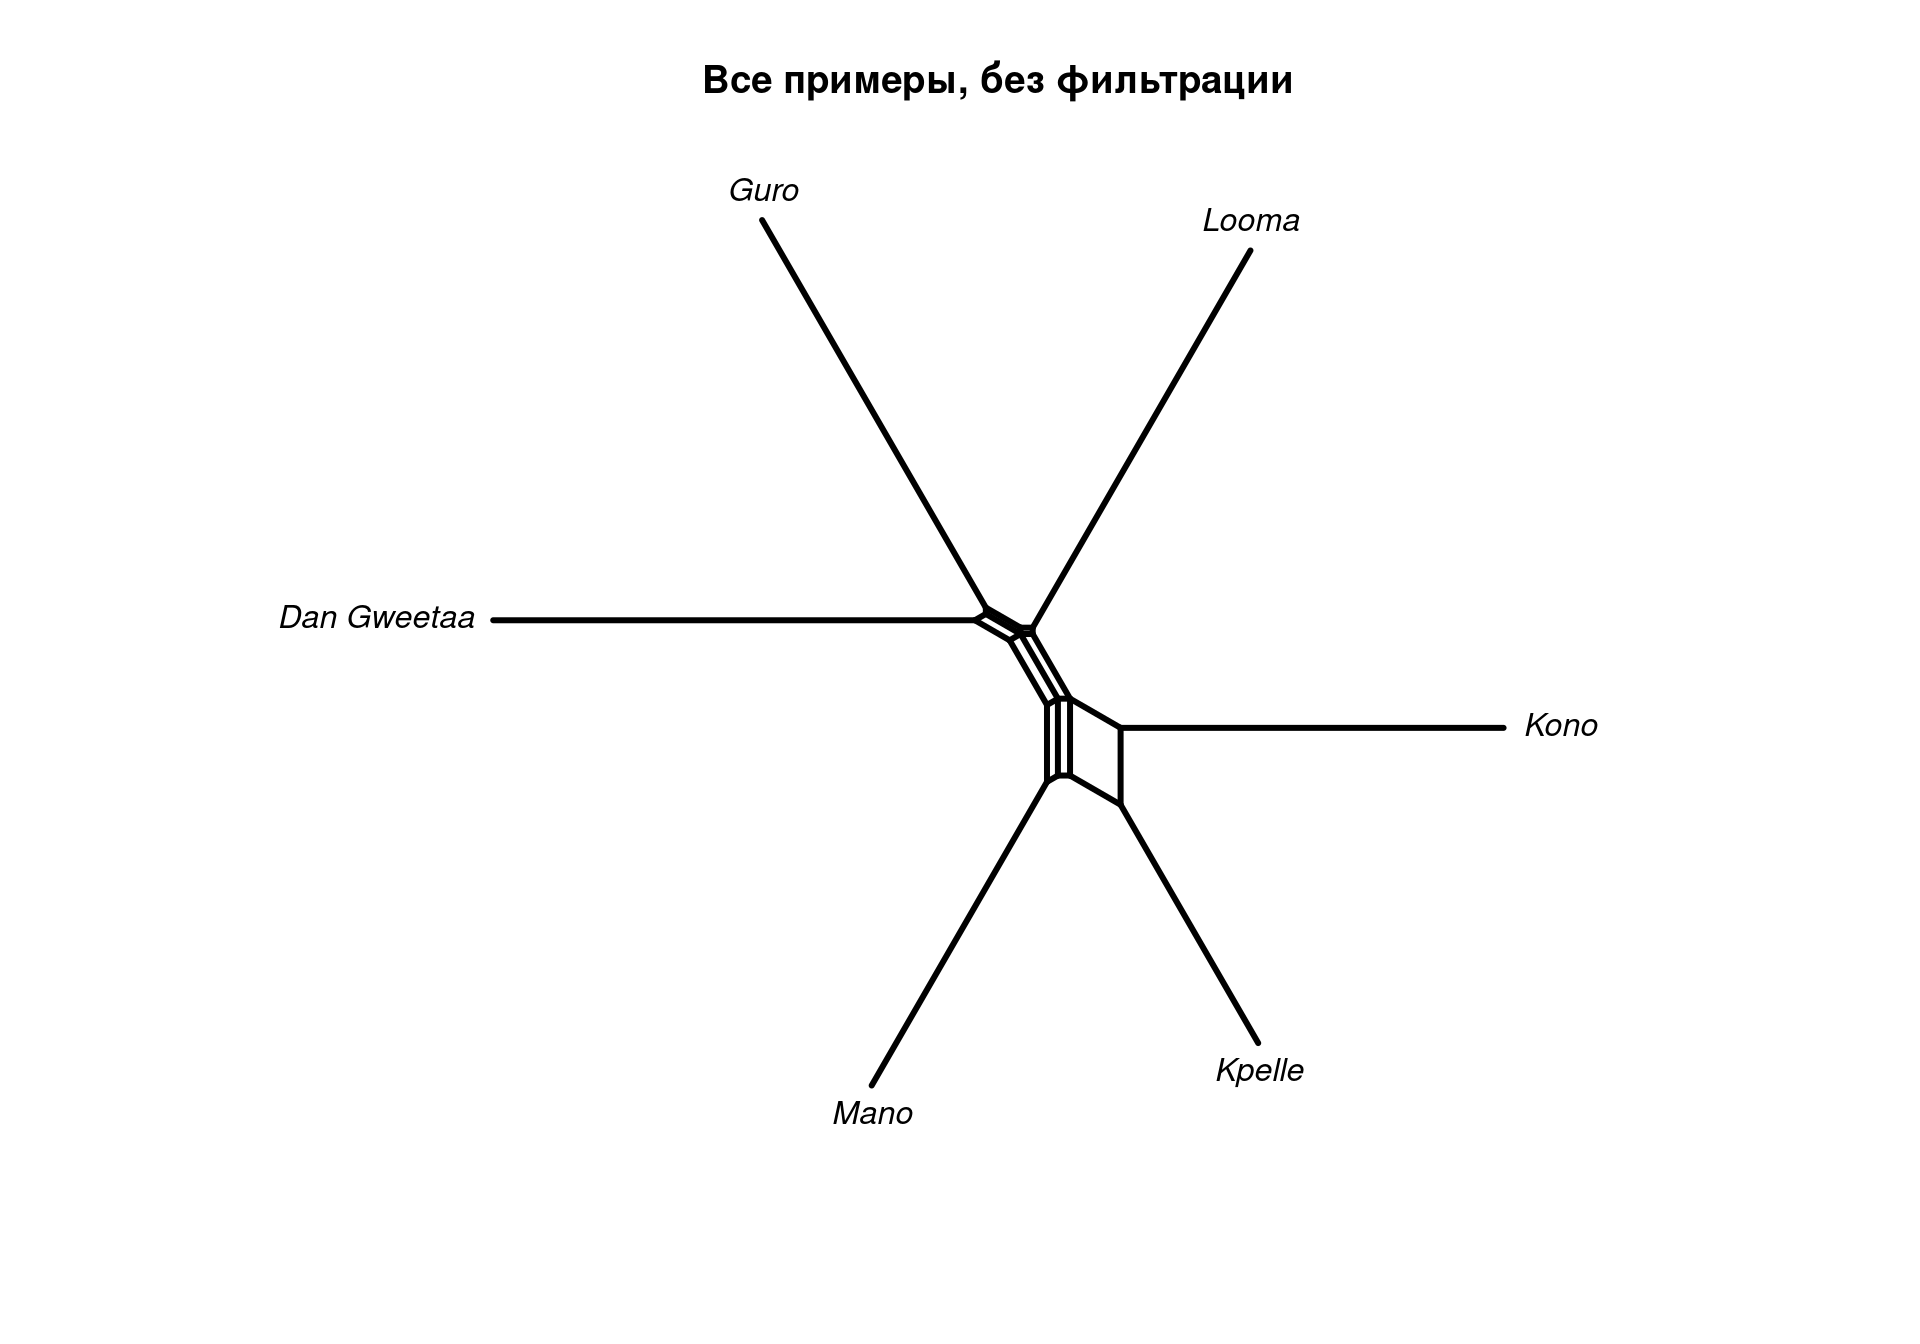 Все примеры, без фильтрации
Guro
Looma
Dan Gweetaa
Kono
Kpelle
Mano